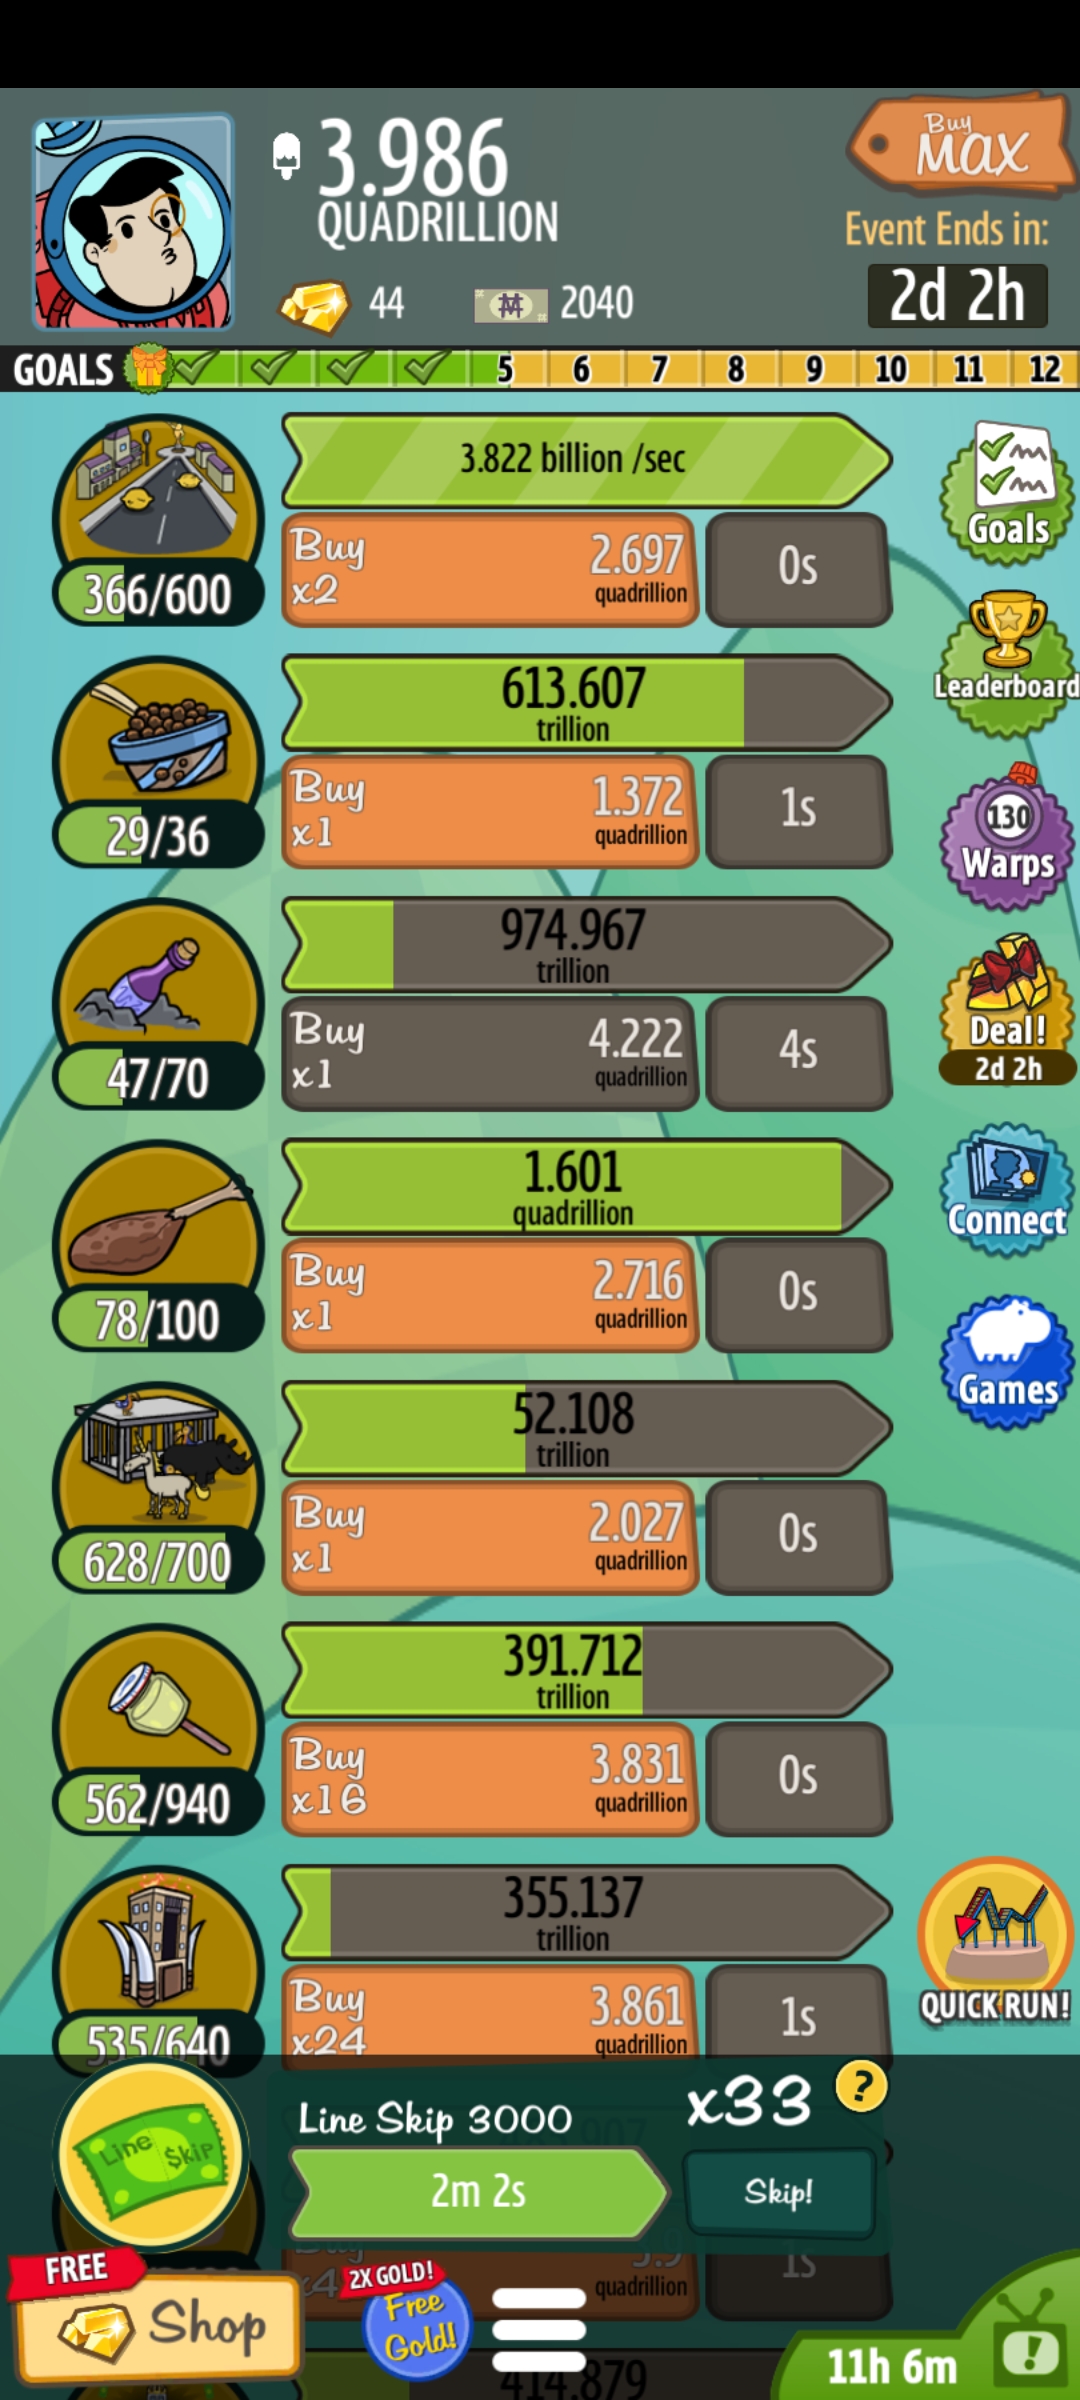 3.986
QUADRILLION
Buy
MAX
Event Ends in:
44
2040
2d 2h
GOALS
5
6
7
8
9
10
11
12
3.822 billion /sec
Buy
x2
2.697
quadrillion
0s
366/600
Goals
613.607
trillion
Buy
x1
1.372
quadrillion
1s
29/36
Leaderboard
974.967
trillion
Buy
x1
4.222
quadrillion
4s
47/70
130
Warps
Deal!
2d 2h
1.601
quadrillion
Buy
x1
2.716
quadrillion
0s
78/100
Connect
52.108
trillion
Buy
x1
2.027
quadrillion
0s
628/700
Games
391.712
trillion
Buy
x16
3.831
quadrillion
0s
562/940
355.137
trillion
Buy
x24
3.861
quadrillion
1s
535/640
QUICK RUN!
Line Skip
Line Skip 3000
x33
?
2m 2s
Skip!
quadrillion
1s
FREE
Shop
2X GOLD!
Free
Gold!
11h 6m
414.879